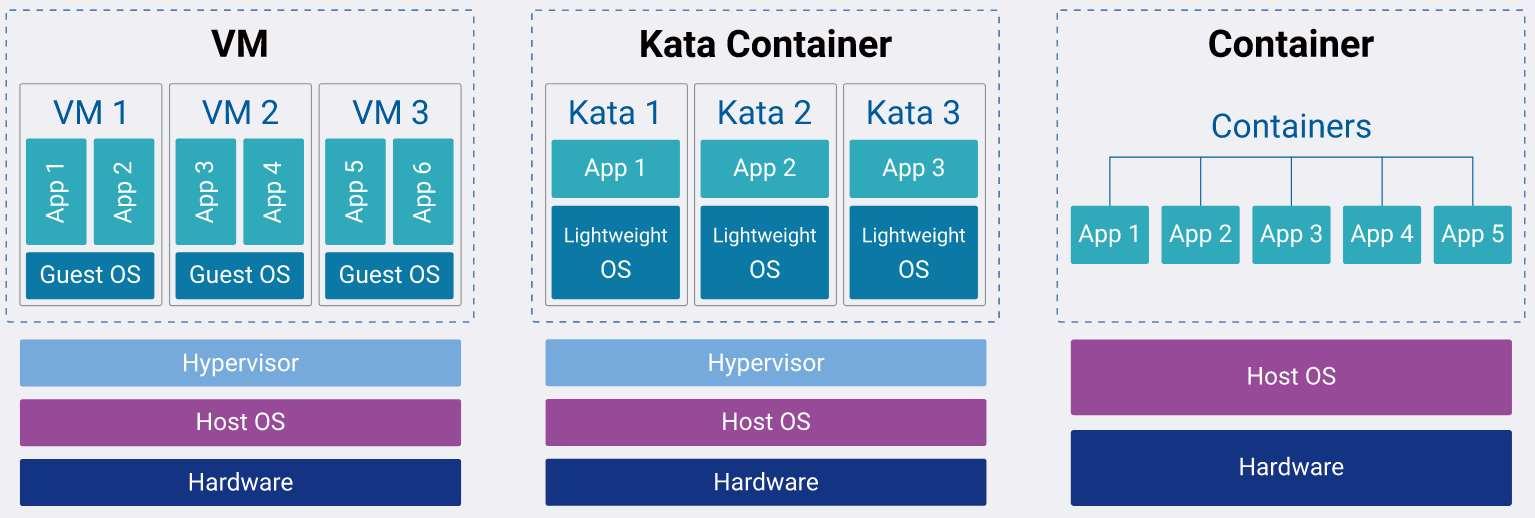 VM
VM 1
VM 2
VM 3
App 1
App 2
App 3
App 4
App 5
App 6
Guest OS
Guest OS
Guest OS
Hypervisor
Host OS
Hardware
Kata Container
Kata 1
Kata 2
Kata 3
App 1
App 2
App 3
Lightweight
OS
Lightweight
OS
Lightweight
OS
Hypervisor
Host OS
Hardware
Container
Containers
App 1
App 2
App 3
App 4
App 5
Host OS
Hardware